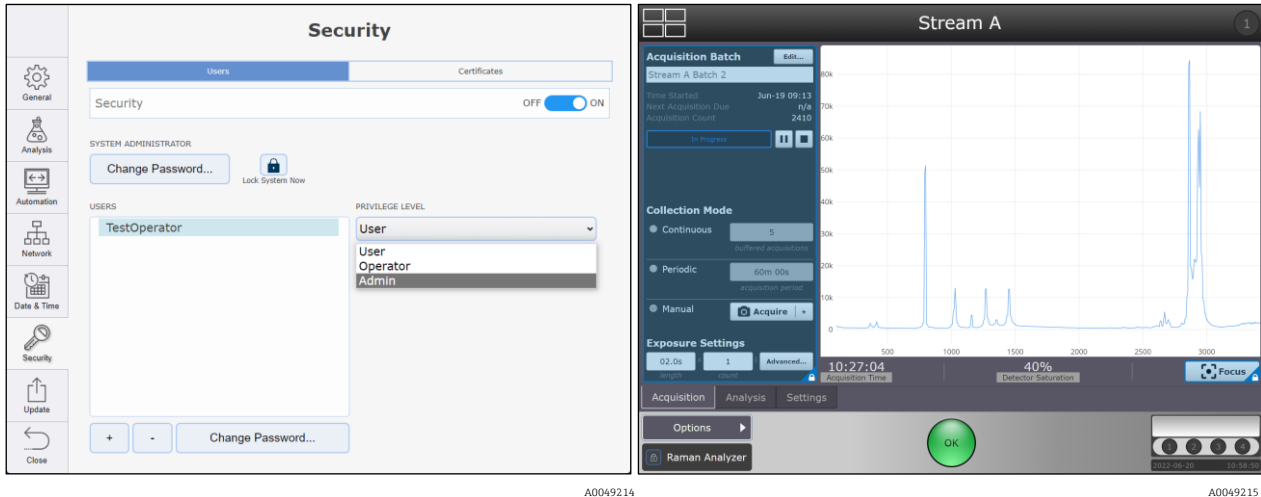 Security
General
Analysis
Automation
Network
Date & Time
Security
Update
Close
Users
Certificates
Security
OFF ON
SYSTEM ADMINISTRATOR
Change Password...
Lock System Now
USERS
TestOperator
PRIVILEGE LEVEL
User
User
Operator
Admin
+ - Change Password...
A0049214
Stream A
1
Acquisition Batch
Edit...
Stream A Batch 2
Time Started Jun-19 09:13
Next Acquisition Due n/a
Acquisition Count 2410
In Progress
Collection Mode
Continuous 5
buffered acquisitions
Periodic 60m 00s
acquisition period
Manual Acquire +
Exposure Settings
02.0s × 1 Advanced...
length count
80k
70k
60k
50k
40k
30k
20k
10k
0
500 1000 1500 2000 2500 3000
10:27:04
Acquisition Time
40%
Detector Saturation
Focus
Acquisition Analysis Settings
Options
OK
Raman Analyzer
1 2 3 4
2022-06-20 10:58:50
A0049215